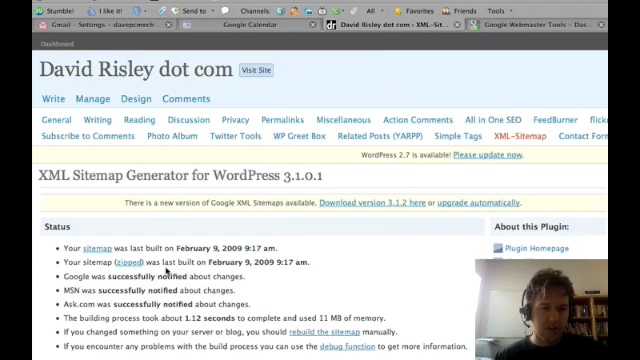 Stumble! I like it! Send to Channels: All Favorites Friends Tools
Gmail - Settings - davepcmech... Google Calendar David Risley dot com › XML-Sit... Google Webmaster Tools - Das...
Dashboard
David Risley dot com Visit Site
Write Manage Design Comments
General Writing Reading Discussion Privacy Permalinks Miscellaneous Action Comments All in One SEO FeedBurner flickr
Subscribe to Comments Photo Album Twitter Tools WP Greet Box Related Posts (YARPP) Simple Tags XML-Sitemap Contact Form
WordPress 2.7 is available! Please update now.
XML Sitemap Generator for WordPress 3.1.0.1
There is a new version of Google XML Sitemaps available. Download version 3.1.2 here or upgrade automatically.
Status
Your sitemap was last built on February 9, 2009 9:17 am.
Your sitemap (zipped) was last built on February 9, 2009 9:17 am.
Google was successfully notified about changes.
MSN was successfully notified about changes.
Ask.com was successfully notified about changes.
The building process took about 1.12 seconds to complete and used 11 MB of memory.
If you changed something on your server or blog, you should rebuild the sitemap manually.
If you encounter any problems with the build process you can use the debug function to get more information.
About this Plugin:
Plugin Homepage